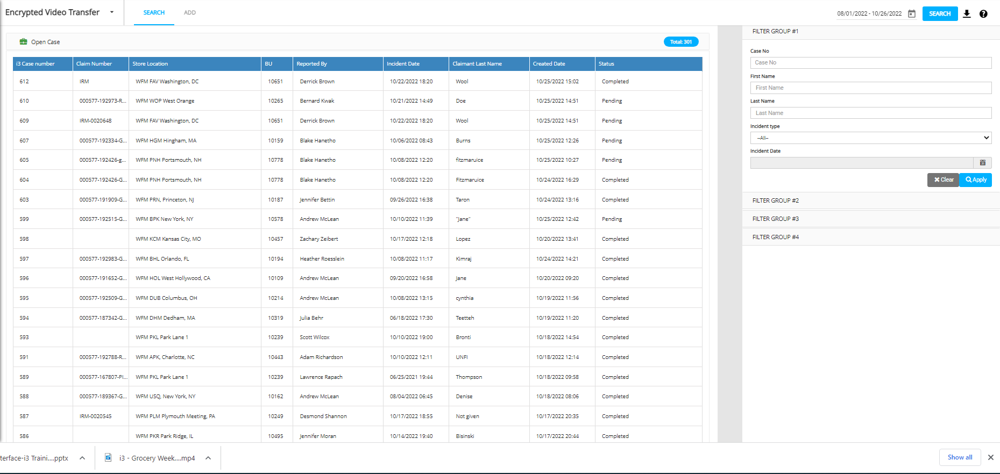 Encrypted Video Transfer SEARCH ADD 08/01/2022 - 10/26/2022 SEARCH
Open Case Total: 301
i3 Case number Claim Number Store Location BU Reported By Incident Date Claimant Last Name Created Date Status
612 IRM WFM FAV Washington, DC 10651 Derrick Brown 10/22/2022 18:20 Wool 10/25/2022 15:02 Completed
610 000577-192973-R... WFM WOP West Orange 10265 Bernard Kwak 10/21/2022 14:49 Doe 10/25/2022 14:51 Pending
609 IRM-0020648 WFM FAV Washington, DC 10651 Derrick Brown 10/22/2022 18:20 Wool 10/25/2022 14:51 Pending
607 000577-192334-G... WFM HGM Hingham, MA 10159 Blake Hanetho 10/06/2022 08:43 Burns 10/25/2022 12:26 Pending
605 000577-192426-g... WFM PNH Portsmouth, NH 10778 Blake Hanetho 10/08/2022 12:20 fitzmaruice 10/25/2022 10:27 Pending
604 000577-192426-G... WFM PNH Portsmouth, NH 10778 Blake Hanetho 10/08/2022 12:20 Fitzmaruice 10/24/2022 16:29 Completed
603 000577-191909-G... WFM PRN, Princeton, NJ 10187 Jennifer Bettin 09/26/2022 16:38 Taron 10/24/2022 13:16 Completed
599 000577-192515-G... WFM BPK New York, NY 10578 Andrew McLean 10/10/2022 11:39 "Jane" 10/25/2022 12:42 Pending
598 WFM KCM Kansas City, MO 10457 Zachary Zeibert 10/17/2022 12:18 Lopez 10/20/2022 13:41 Completed
597 000577-192983-G... WFM BHL Orlando, FL 10194 Heather Roesslein 10/08/2022 11:17 Kimraj 10/24/2022 14:21 Completed
596 000577-191652-G... WFM HOL West Hollywood, CA 10109 Andrew McLean 09/20/2022 16:58 Jane 10/20/2022 09:20 Completed
595 000577-192509-G... WFM DUB Columbus, OH 10214 Andrew McLean 10/08/2022 13:15 cynthia 10/19/2022 11:56 Completed
594 000577-187342-G... WFM DHM Dedham, MA 10319 Julia Behr 06/18/2022 17:30 Teetteh 10/19/2022 11:20 Completed
593 WFM PKL Park Lane 1 10239 Scott Wilcox 10/10/2022 19:00 Bronti 10/18/2022 14:54 Completed
591 000577-192788-R... WFM APK, Charlotte, NC 10443 Adam Richardson 10/10/2022 12:11 UNFI 10/18/2022 12:14 Completed
589 000577-167807-PI... WFM PKL Park Lane 1 10239 Lawrence Rapach 06/25/2021 19:44 Thompson 10/18/2022 09:58 Completed
588 000577-189367-G... WFM USQ, New York, NY 10162 Andrew McLean 08/04/2022 06:45 Denise 10/18/2022 08:06 Completed
587 IRM-0020545 WFM PLM Plymouth Meeting, PA 10249 Desmond Shannon 10/17/2022 18:55 Not given 10/17/2022 20:35 Completed
586 WFM PKR Park Ridge, IL 10495 Jennifer Moran 10/14/2022 19:40 Bisinski 10/17/2022 20:44 Completed
FILTER GROUP #1
Case No
Case No
First Name
First Name
Last Name
Last Name
Incident type
--All--
Incident Date
Clear Apply
FILTER GROUP #2
FILTER GROUP #3
FILTER GROUP #4
terface-i3 Traini....pptx i3 - Grocery Week....mp4 Show all